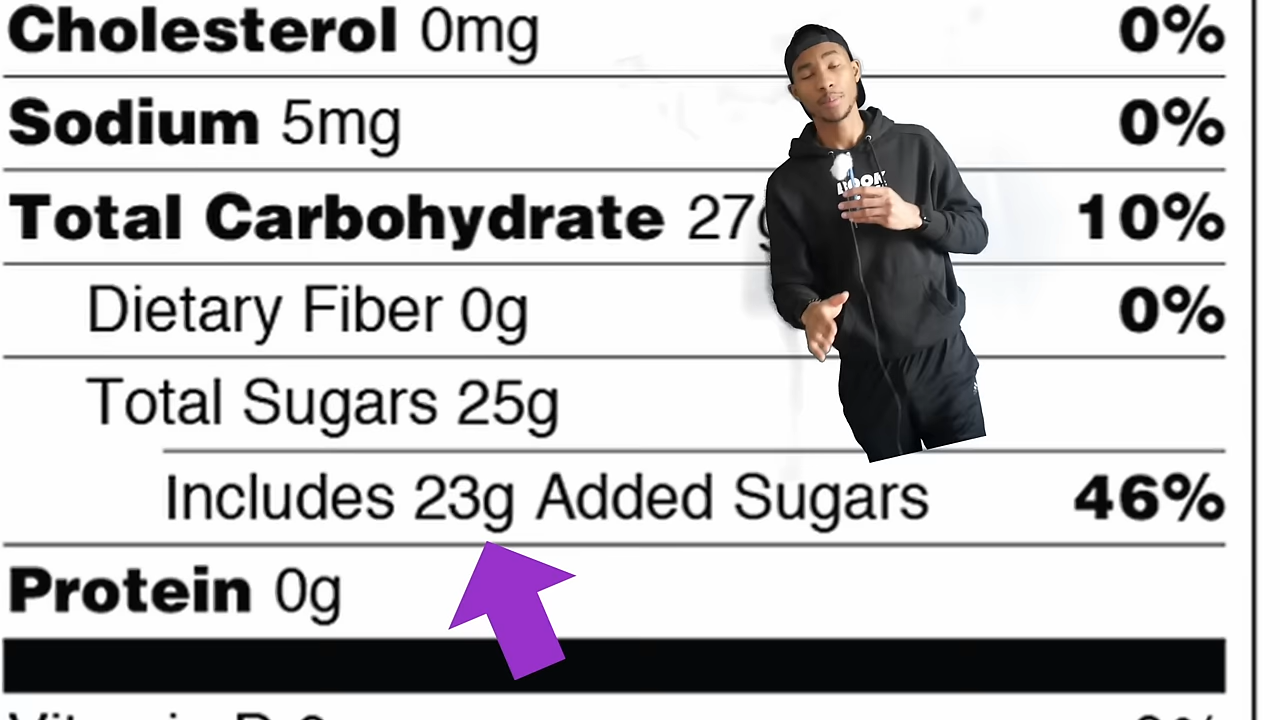 Cholesterol 0mg 0%
Sodium 5mg 0%
Total Carbohydrate 27g 10%
Dietary Fiber 0g 0%
Total Sugars 25g
Includes 23g Added Sugars 46%
Protein 0g